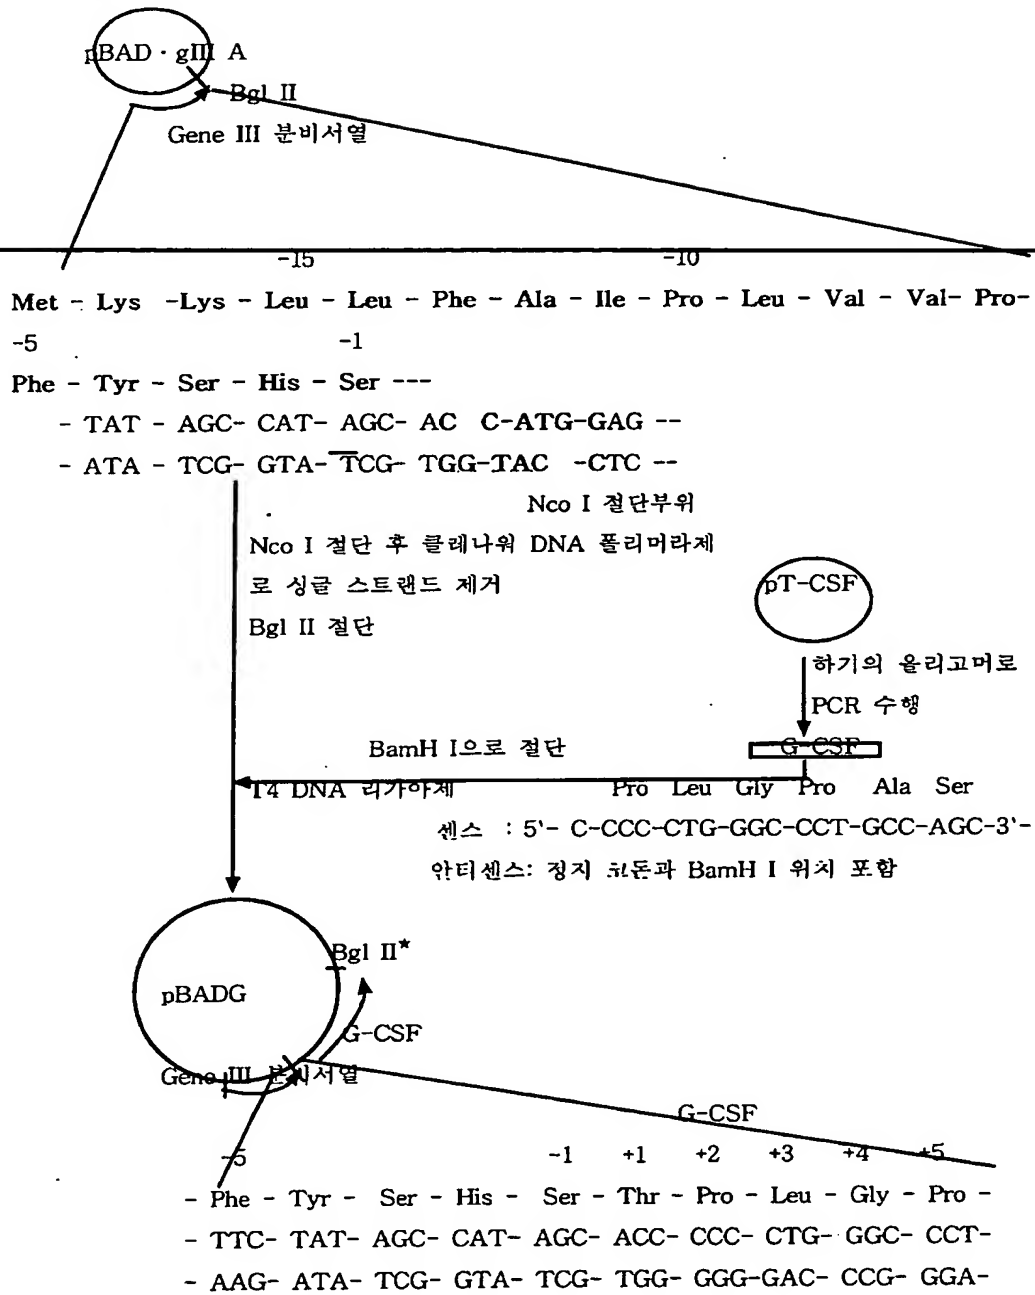 pBAD · gIII A
Bgl II
Gene III 분비서열
-15 -10
Met - Lys -Lys - Leu - Leu - Phe - Ala - Ile - Pro - Leu - Val - Val- Pro-
-5 -1
Phe - Tyr - Ser - His - Ser ---
- TAT - AGC- CAT- AGC- AC C-ATG-GAG --
- ATA - TCG- GTA- TCG- TGG-TAC -CTC --
Nco I 절단부위
Nco I 절단 후 클레나워 DNA 폴리머라제
로 싱글 스트랜드 제거
Bgl II 절단
pT-CSF
하기의 올리고머로
PCR 수행
G-CSF
BamH I으로 절단
T4 DNA 리가아제
Pro Leu Gly Pro Ala Ser
센스 : 5'- C-CCC-CTG-GGC-CCT-GCC-AGC-3'-
안티센스: 정지 코돈과 BamH I 위치 포함
Bgl II*
pBADG
G-CSF
Gene III 분비서열
G-CSF
-5 -1 +1 +2 +3 +4 +5
- Phe - Tyr - Ser - His - Ser - Thr - Pro - Leu - Gly - Pro -
- TTC- TAT- AGC- CAT- AGC- ACC- CCC- CTG- GGC- CCT-
- AAG- ATA- TCG- GTA- TCG- TGG- GGG-GAC- CCG- GGA-